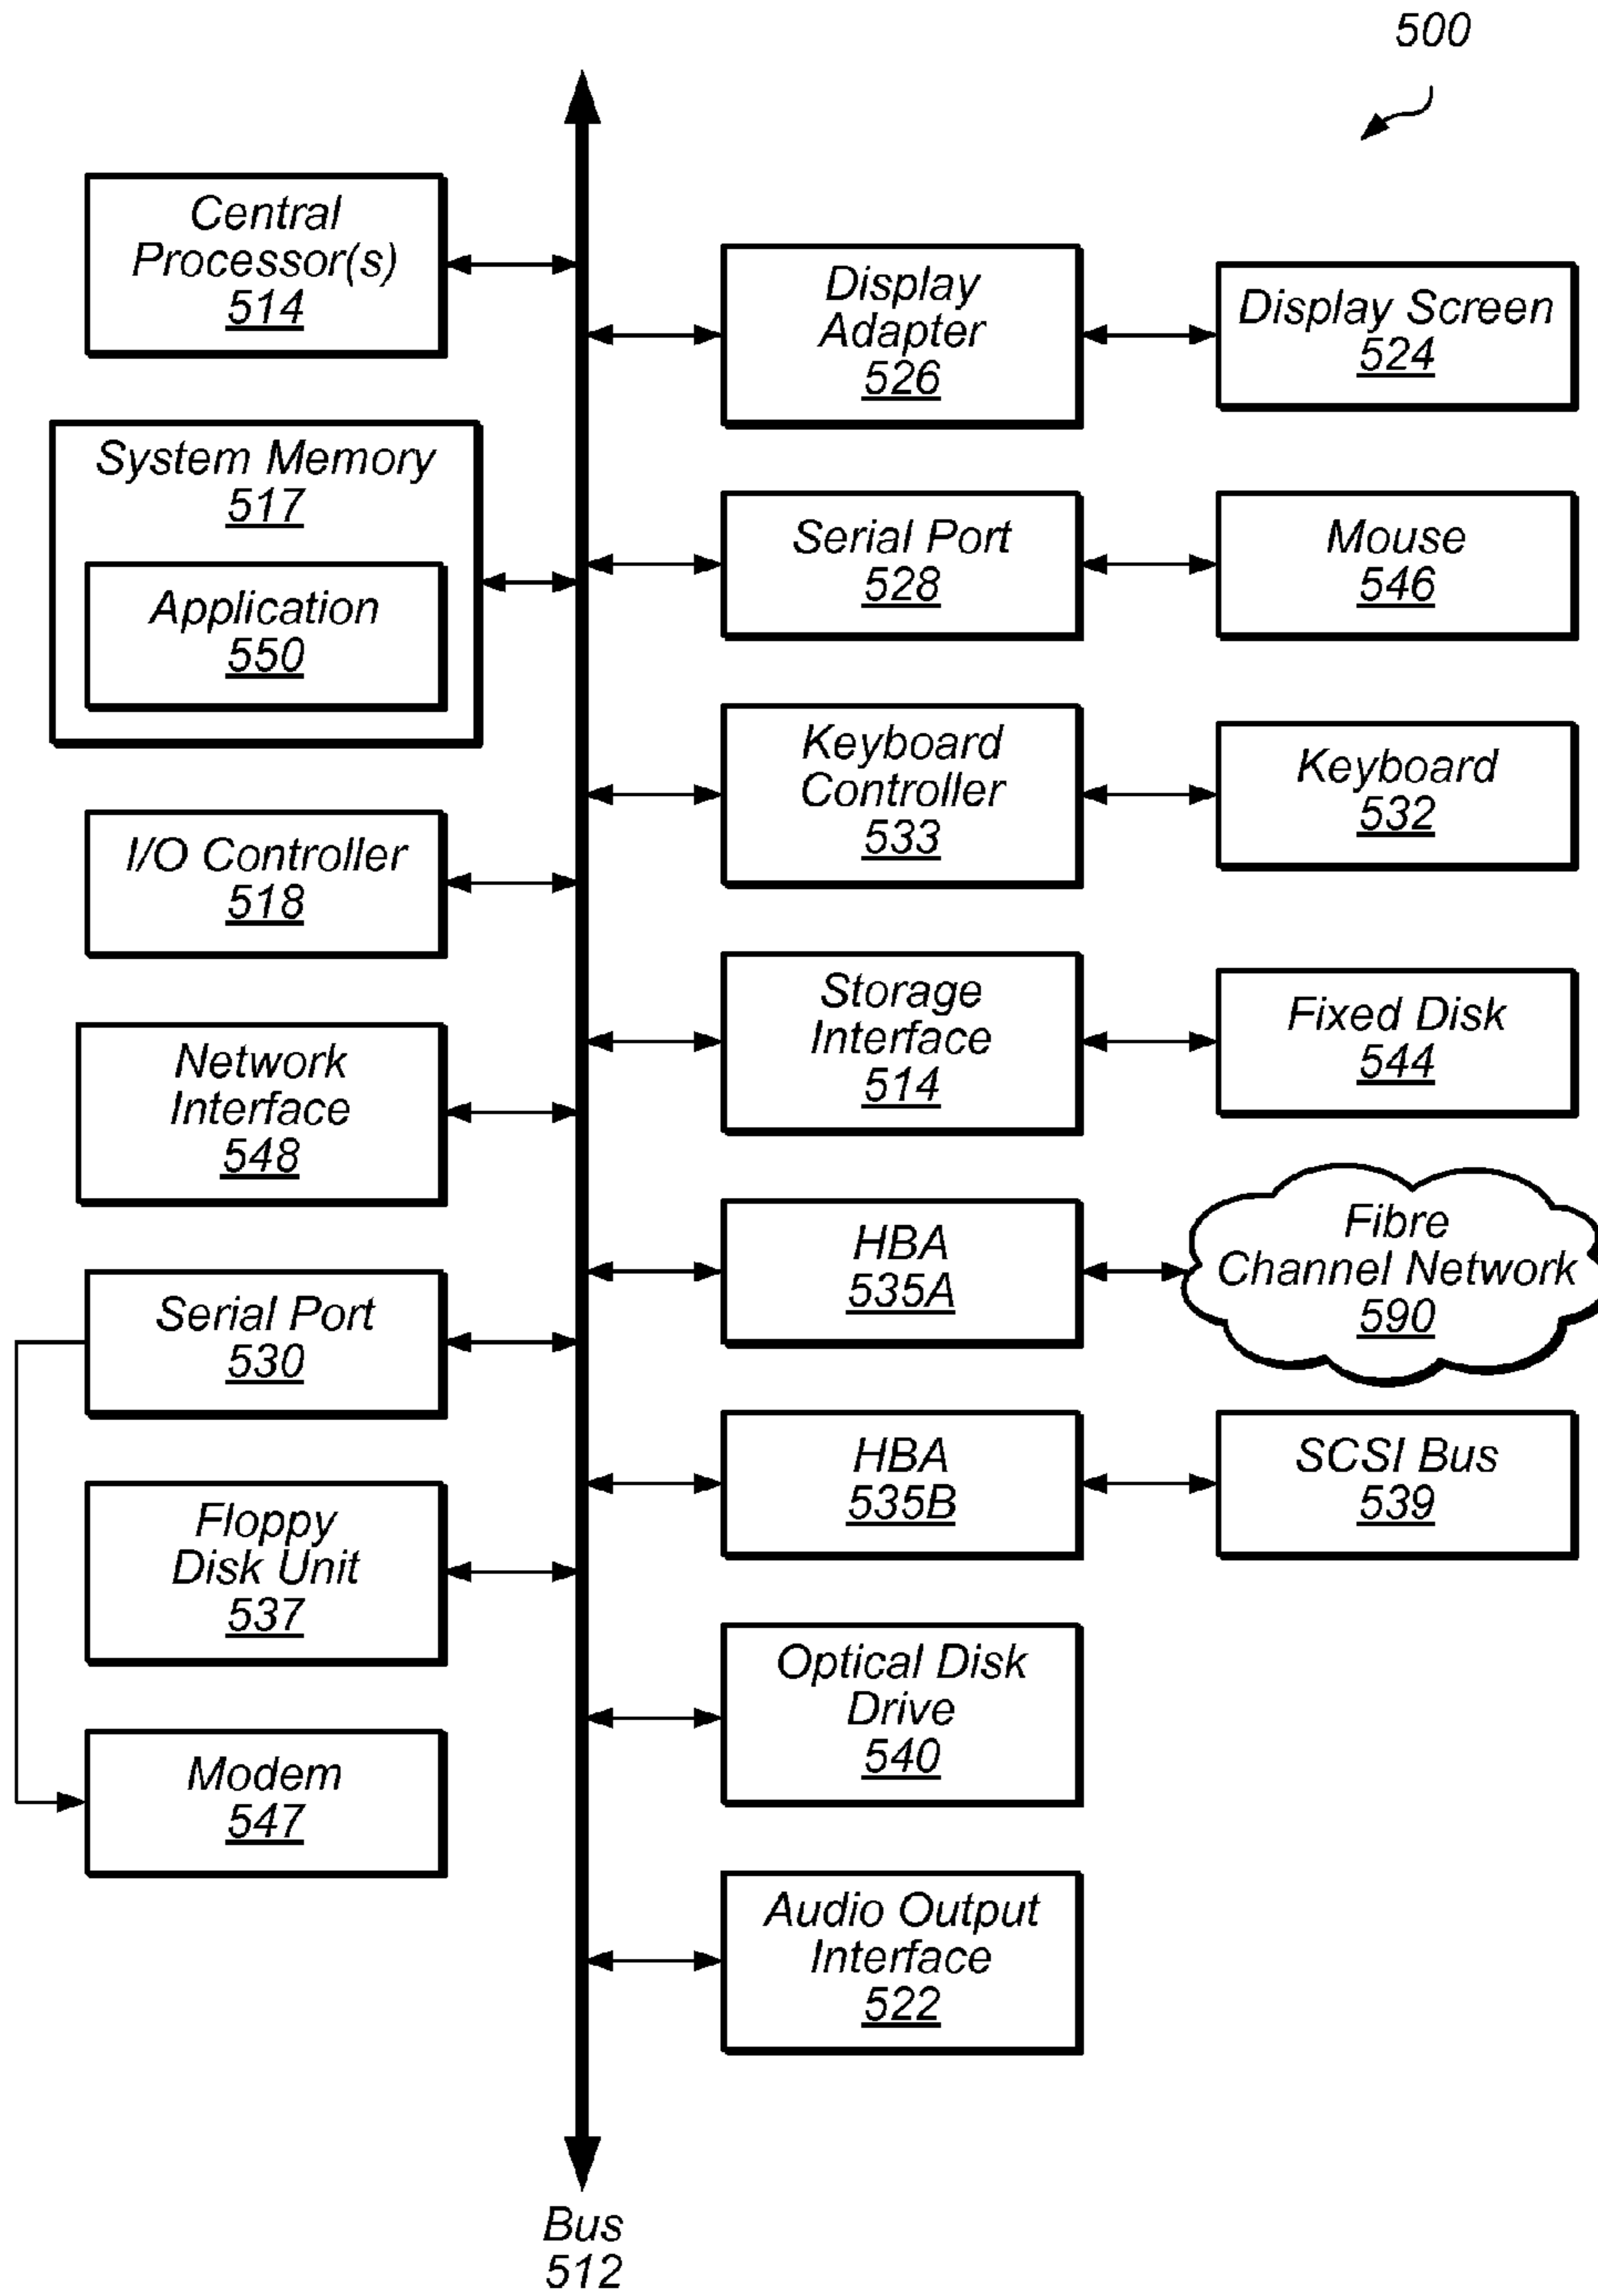 500
Central
Processor(s)
514
System Memory
517
Application
550
I/O Controller
518
Network
Interface
548
Serial Port
530
Floppy
Disk Unit
537
Modem
547
Display
Adapter
526
Display Screen
524
Serial Port
528
Mouse
546
Keyboard
Controller
533
Keyboard
532
Storage
Interface
514
Fixed Disk
544
HBA
535A
Fibre
Channel Network
590
HBA
535B
SCSI Bus
539
Optical Disk
Drive
540
Audio Output
Interface
522
Bus
512